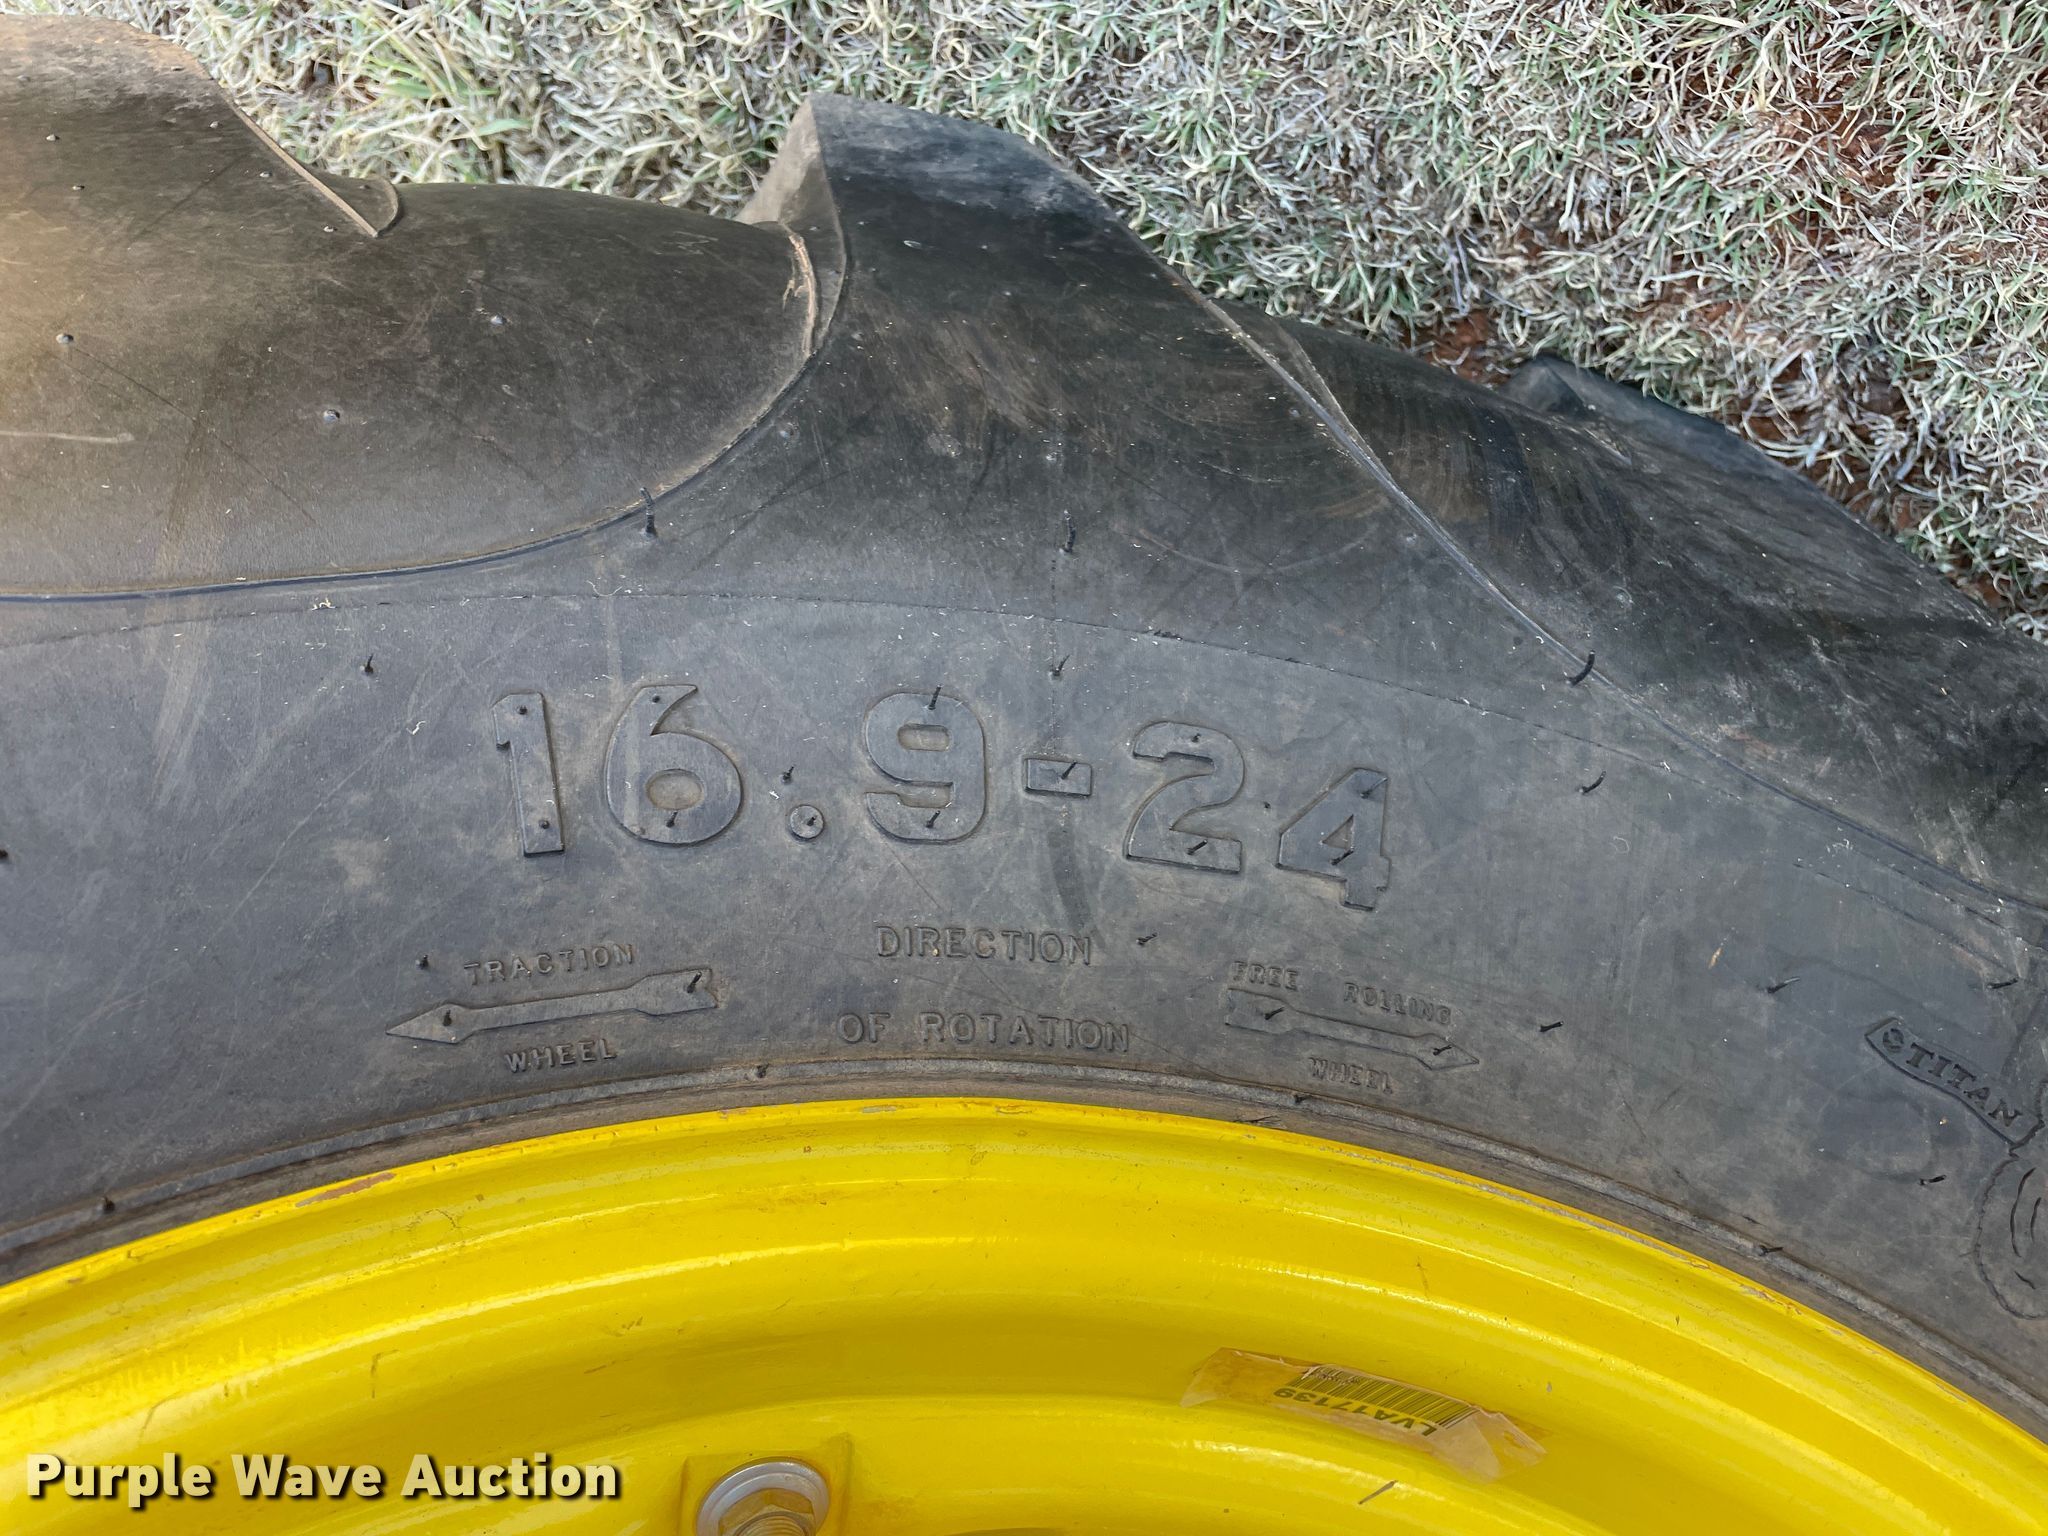 16.9-24
TRACTION
WHEEL
DIRECTION
OF ROTATION
FREE ROLLING
WHEEL
TITAN
LVA17139
Purple Wave Auction